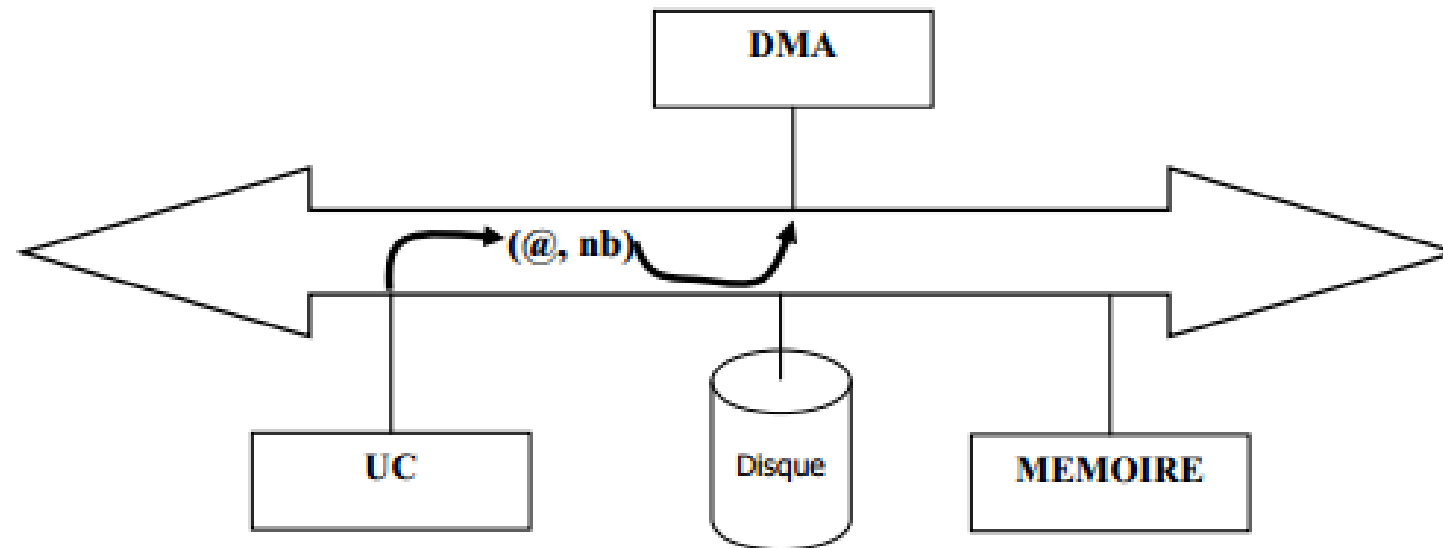 DMA
(@, nb)
UC
Disque
MEMOIRE